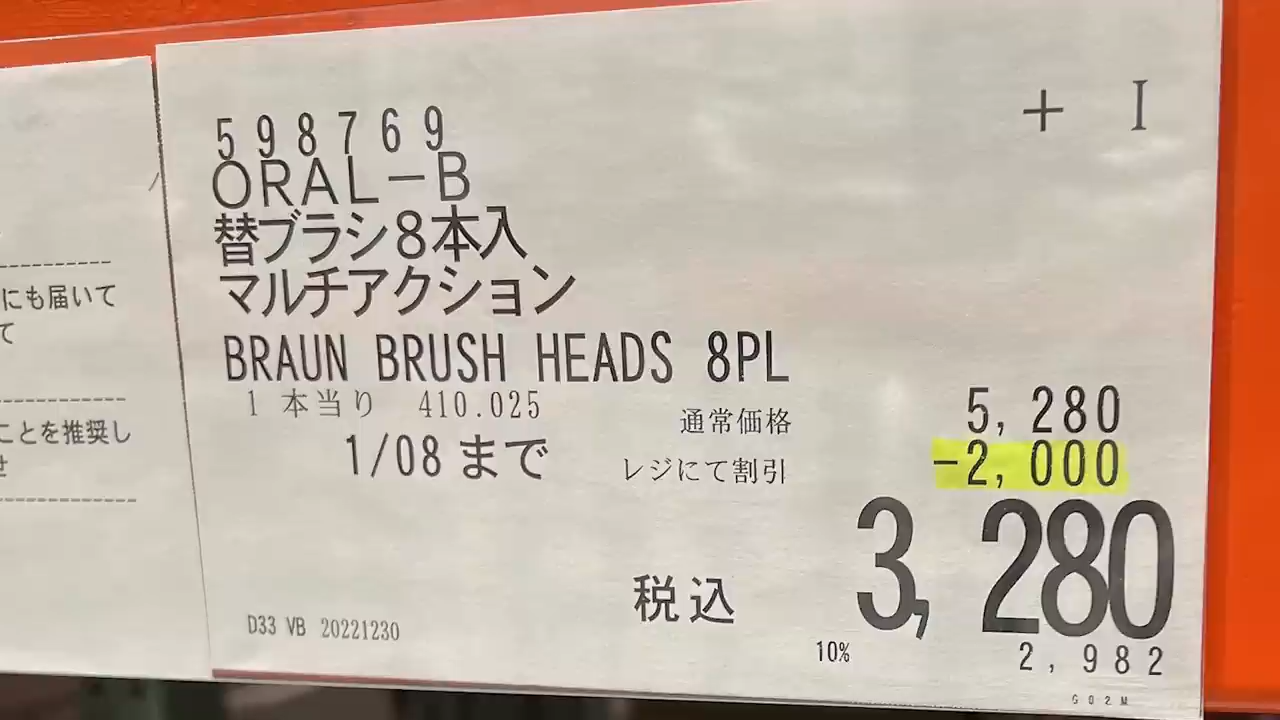 にも届いて
て
ことを推奨し
せ
+ I
598769
ORAL-B
替ブラシ8本入
マルチアクション
BRAUN BRUSH HEADS 8PL
1 本当り 410.025
通常価格 5,280
1/08 まで
レジにて割引 -2,000
税込 3,280
10% 2,982
D33 VB 20221230
G02M